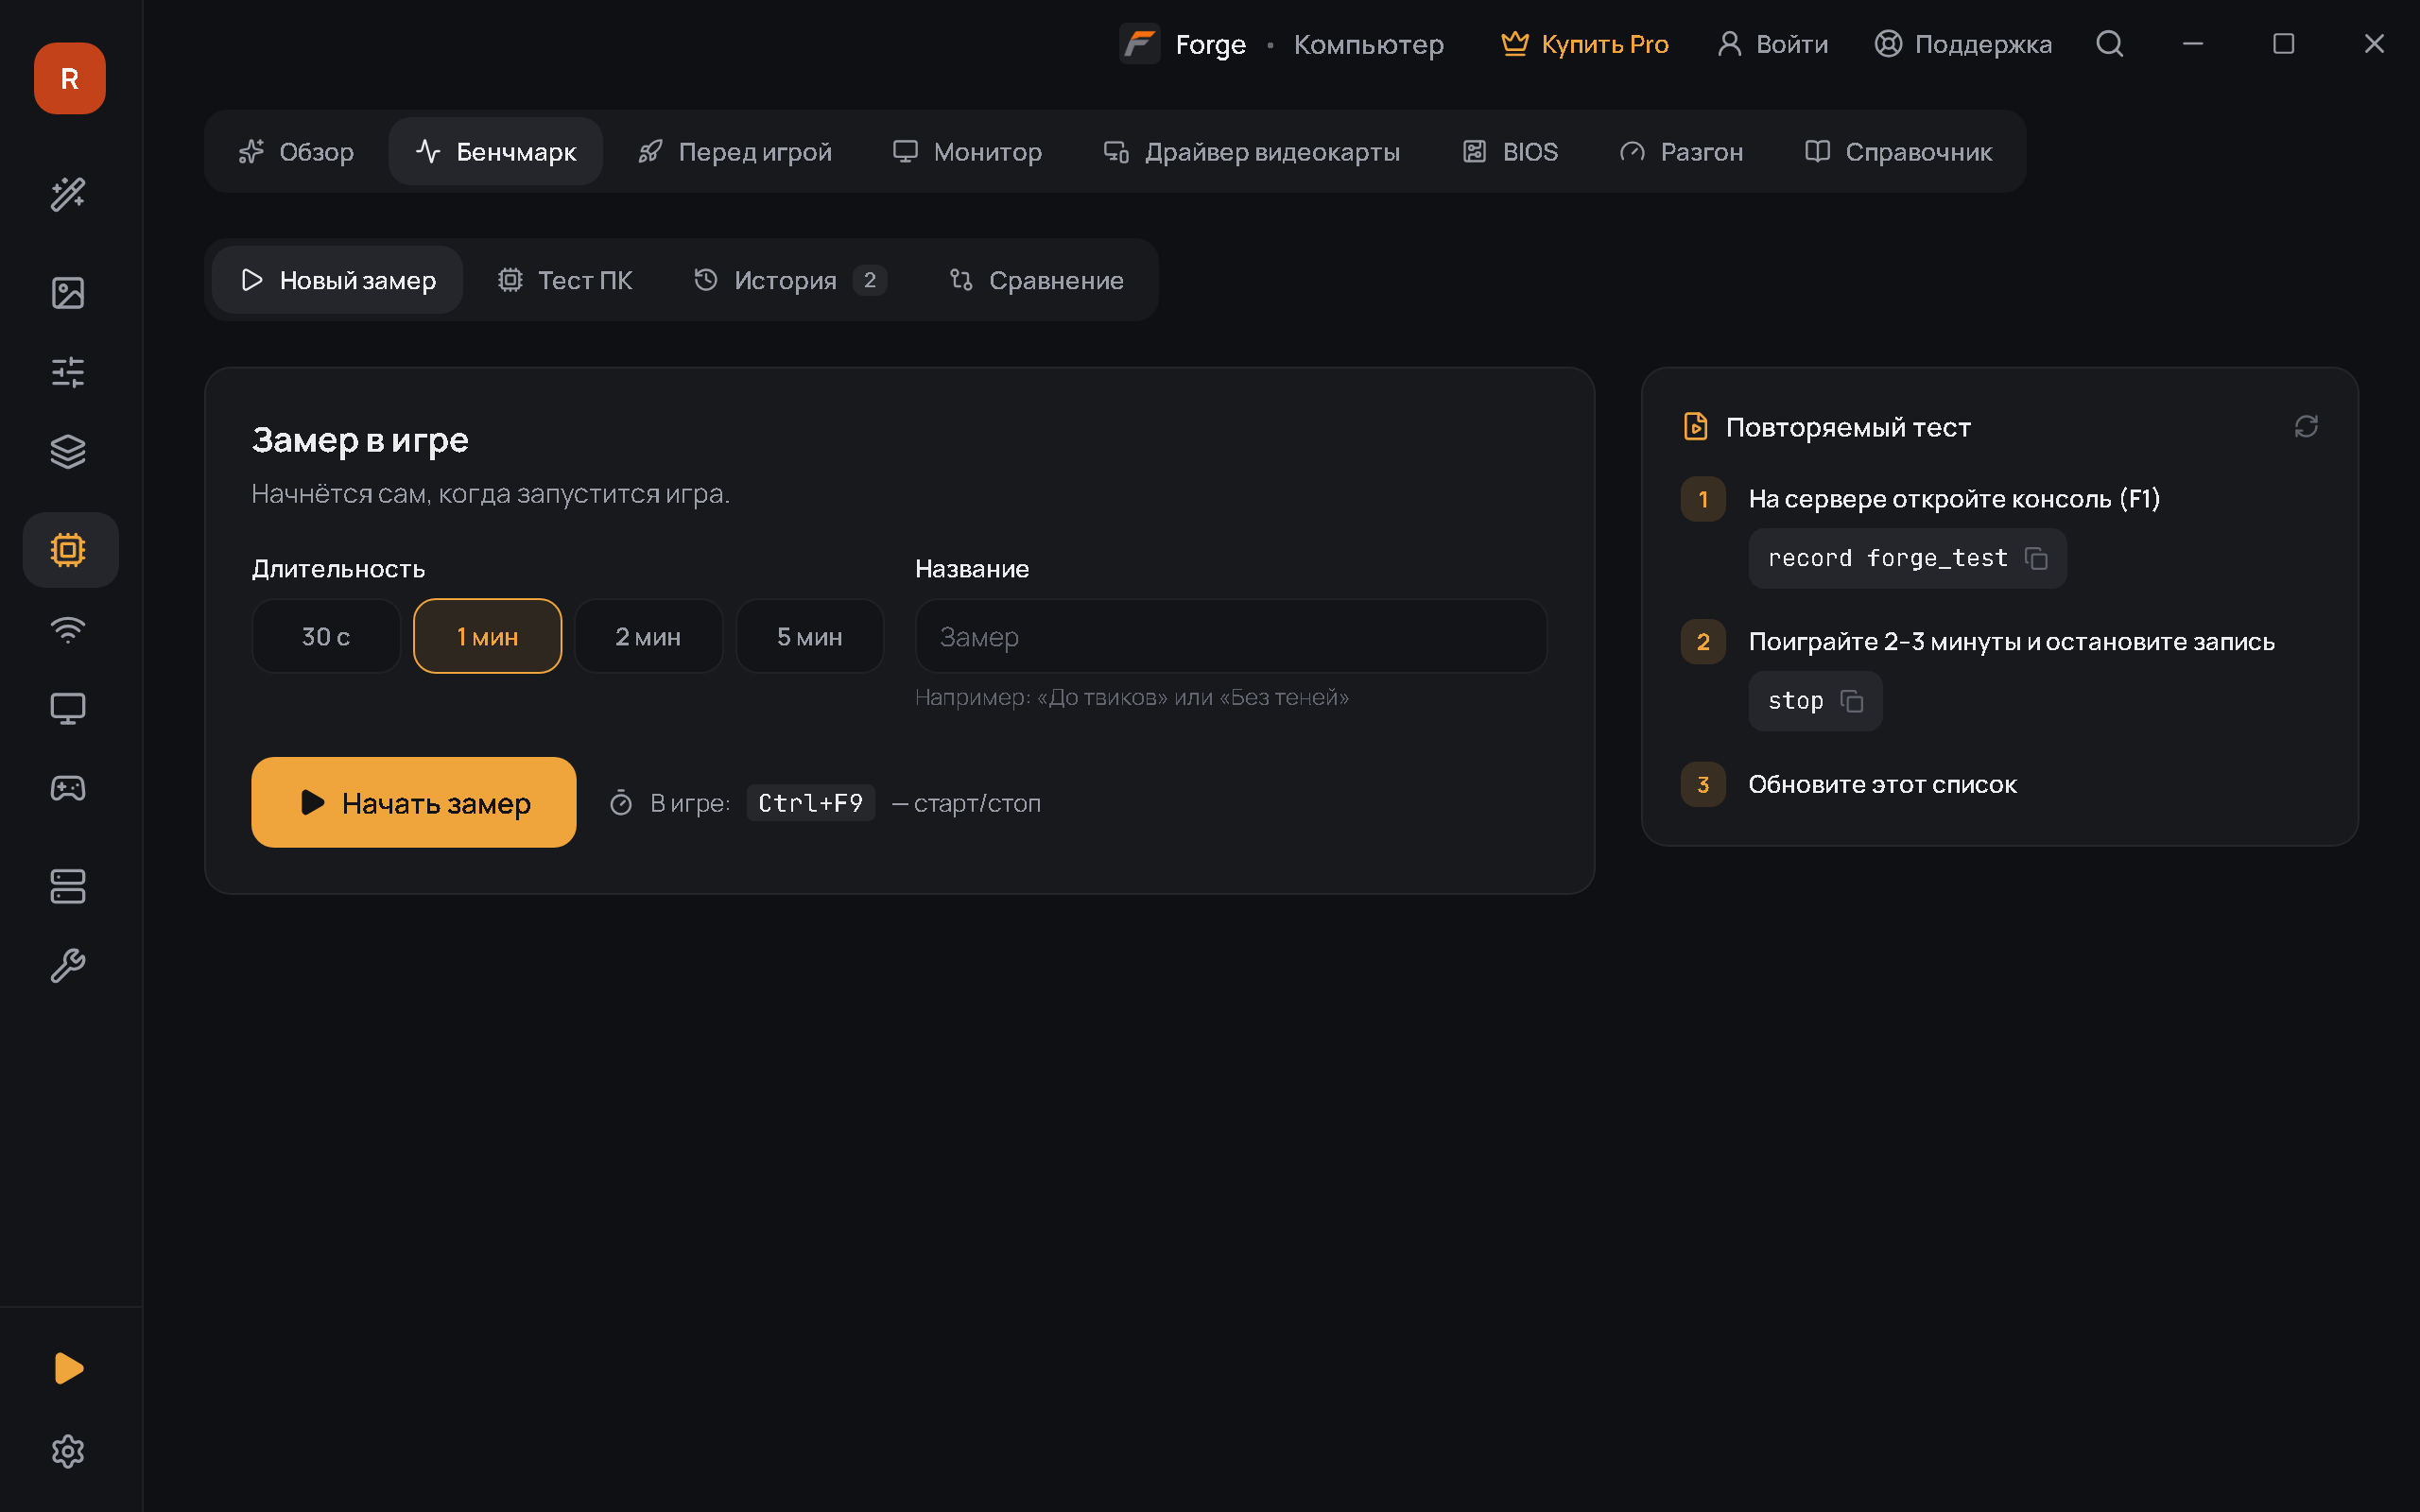 R
Forge • Компьютер
Купить Pro
Войти
Поддержка
Обзор
Бенчмарк
Перед игрой
Монитор
Драйвер видеокарты
BIOS
Разгон
Справочник
Новый замер
Тест ПК
История 2
Сравнение
Замер в игре
Начнётся сам, когда запустится игра.
Длительность
30 с
1 мин
2 мин
5 мин
Название
Замер
Например: «До твиков» или «Без теней»
Начать замер
В игре: Ctrl+F9 — старт/стоп
Повторяемый тест
1 На сервере откройте консоль (F1)
record forge_test
2 Поиграйте 2–3 минуты и остановите запись
stop
3 Обновите этот список